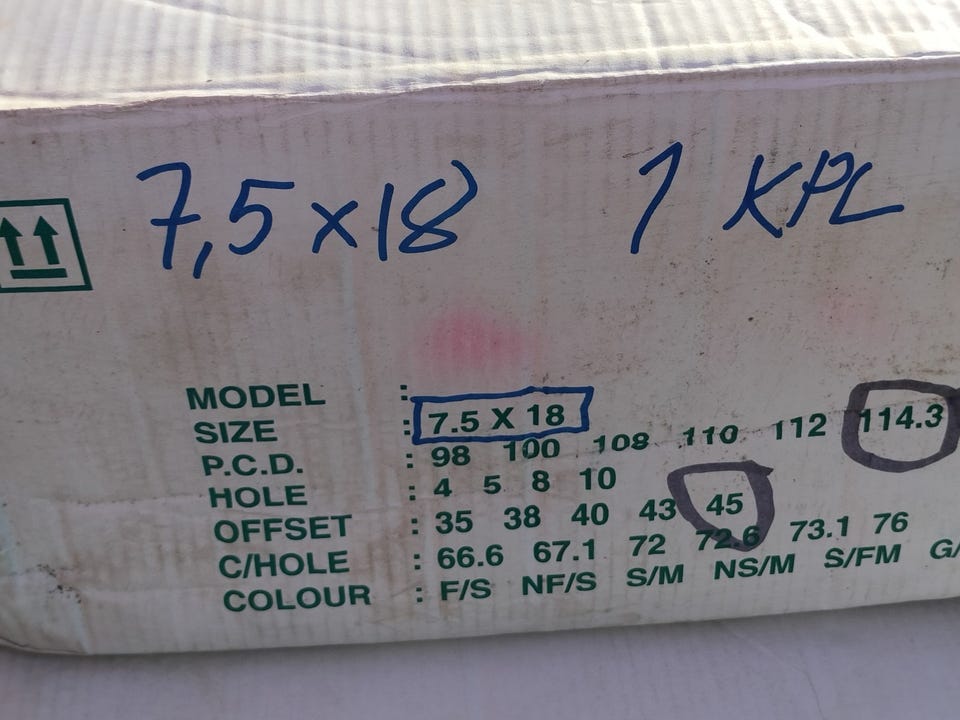 7,5x18 1 KPL
MODEL :
SIZE : 7.5 X 18
P.C.D. : 98 100 108 110 112 114.3
HOLE : 4 5 8 10
OFFSET : 35 38 40 43 45
C/HOLE : 66.6 67.1 72 72.6 73.1 76
COLOUR : F/S NF/S S/M NS/M S/FM G/